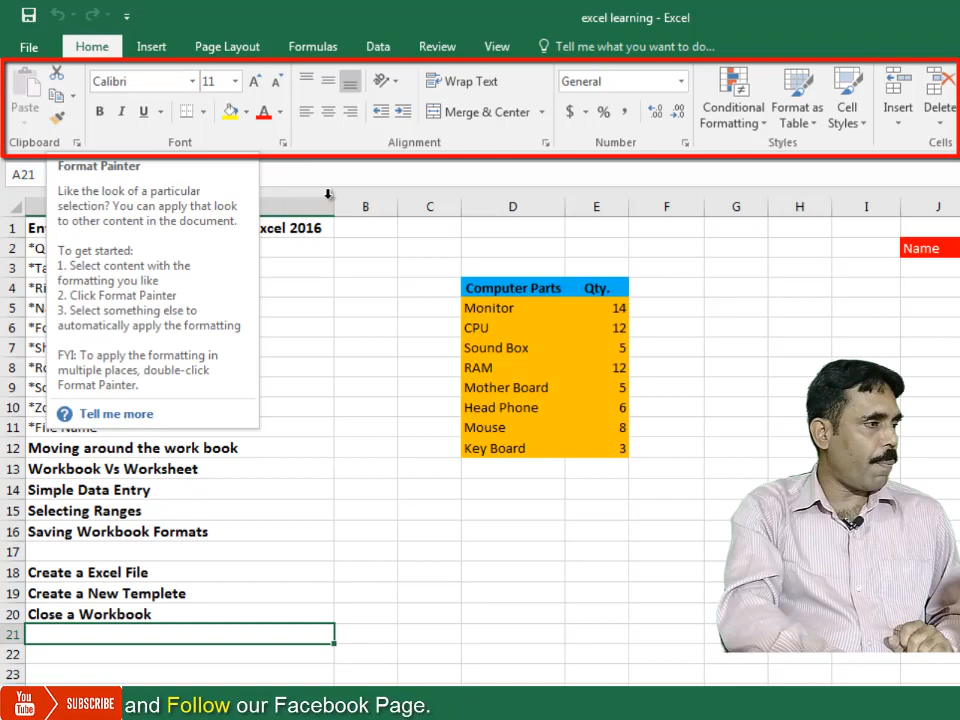 excel learning - Excel
File Home Insert Page Layout Formulas Data Review View Tell me what you want to do...
Paste
Calibri 11
Wrap Text
General
B I U
A
Merge & Center
$ % ,
Conditional Formatting
Format as Table
Cell Styles
Insert
Delete
Clipboard Font Alignment Number Styles Cells
A21
Format Painter
Like the look of a particular
selection? You can apply that look
to other content in the document.
To get started:
1. Select content with the
formatting you like
2. Click Format Painter
3. Select something else to
automatically apply the formatting
FYI: To apply the formatting in
multiple places, double-click
Format Painter.
Tell me more
B C D E F G H I J
1 xcel 2016
2 Name
3
4 Computer Parts Qty.
5 Monitor 14
6 CPU 12
7 Sound Box 5
8 RAM 12
9 Mother Board 5
10 Head Phone 6
11 *File Name Mouse 8
12 Moving around the work book Key Board 3
13 Workbook Vs Worksheet
14 Simple Data Entry
15 Selecting Ranges
16 Saving Workbook Formats
17
18 Create a Excel File
19 Create a New Templete
20 Close a Workbook
21
22
23
You Tube SUBSCRIBE and Follow our Facebook Page.